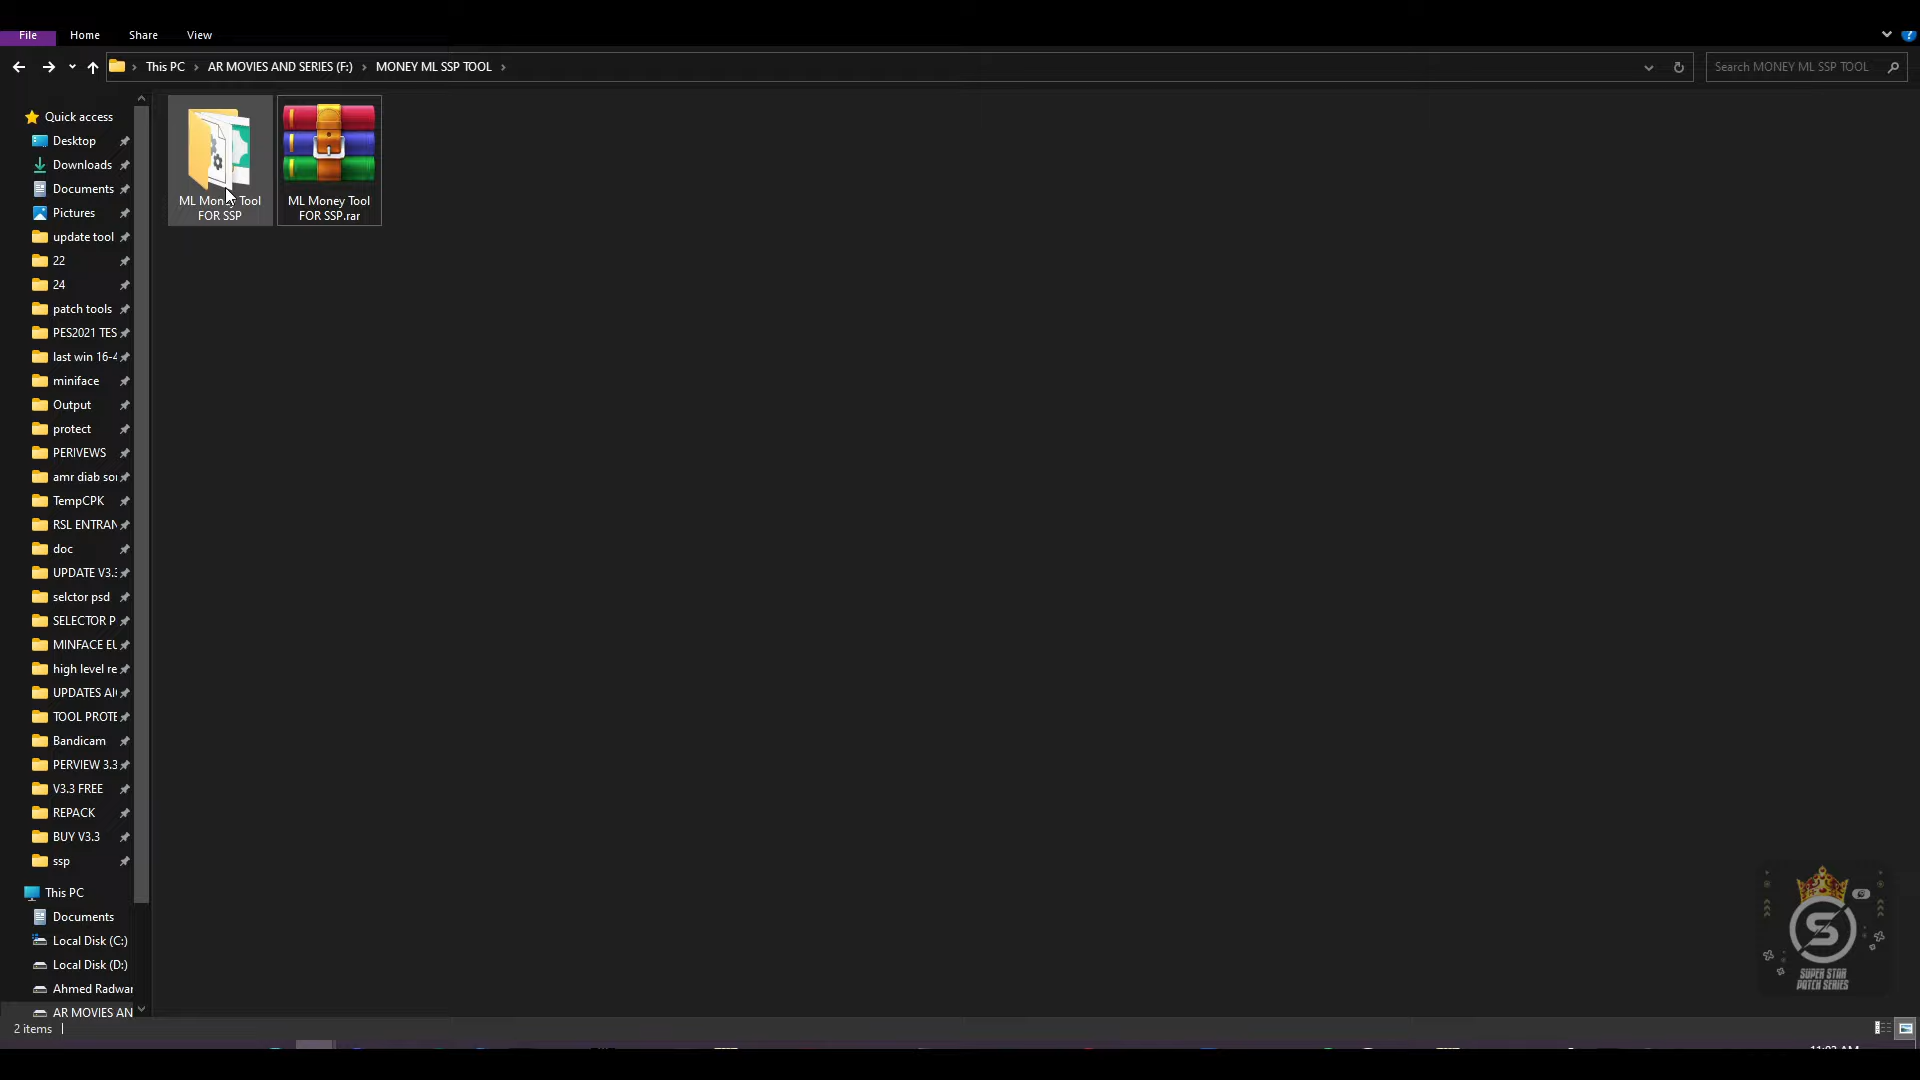 File Home Share View
This PC AR MOVIES AND SERIES (F:) MONEY ML SSP TOOL
Search MONEY ML SSP TOOL
Quick access
Desktop
Downloads
Documents
Pictures
update tool
22
24
patch tools
PES2021 TES
last win 16-4
miniface
Output
protect
PERIVEWS
amr diab so
TempCPK
RSL ENTRAN
doc
UPDATE V3.3
selctor psd
SELECTOR P
MINFACE EU
high level re
UPDATES AI
TOOL PROTE
Bandicam
PERVIEW 3.3
V3.3 FREE
REPACK
BUY V3.3
ssp
This PC
Documents
Local Disk (C:)
Local Disk (D:)
Ahmed Radwar
AR MOVIES AN
ML Money Tool
FOR SSP
ML Money Tool
FOR SSP.rar
SUPER STAR
PATCH SERIES
2 items